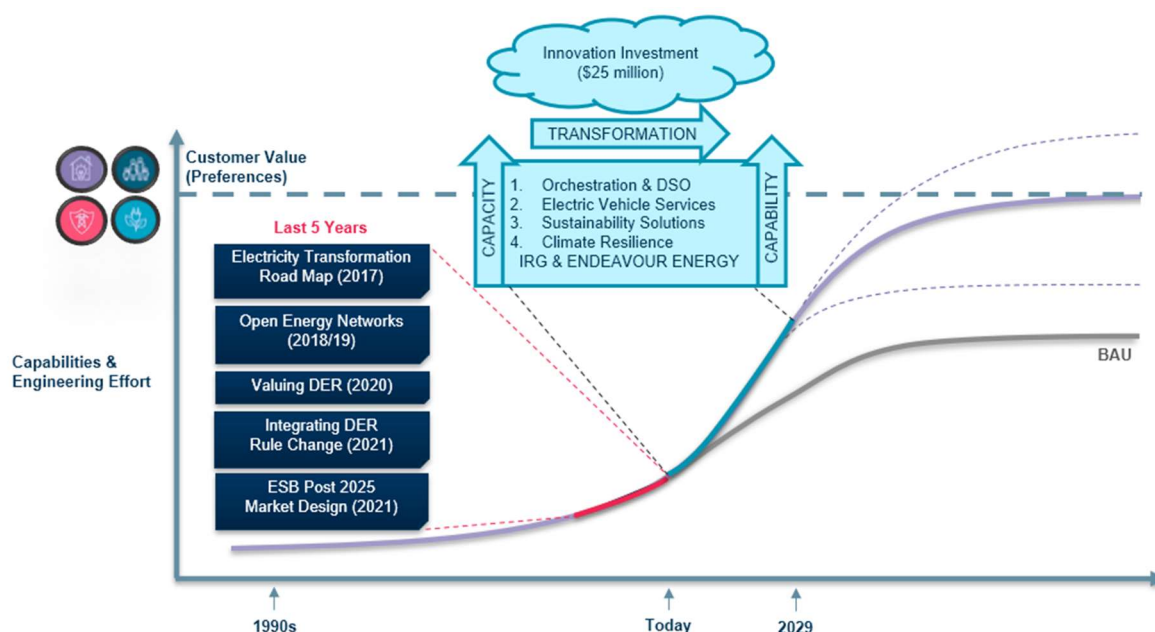 Innovation Investment
($25 million)
TRANSFORMATION
Customer Value
(Preferences)
CAPACITY
1. Orchestration & DSO
2. Electric Vehicle Services
3. Sustainability Solutions
4. Climate Resilience
IRG & ENDEAVOUR ENERGY
CAPABILITY
Last 5 Years
Electricity Transformation
Road Map (2017)
Open Energy Networks
(2018/19)
Valuing DER (2020)
Integrating DER
Rule Change (2021)
ESB Post 2025
Market Design (2021)
Capabilities &
Engineering Effort
BAU
1990s
Today
2029